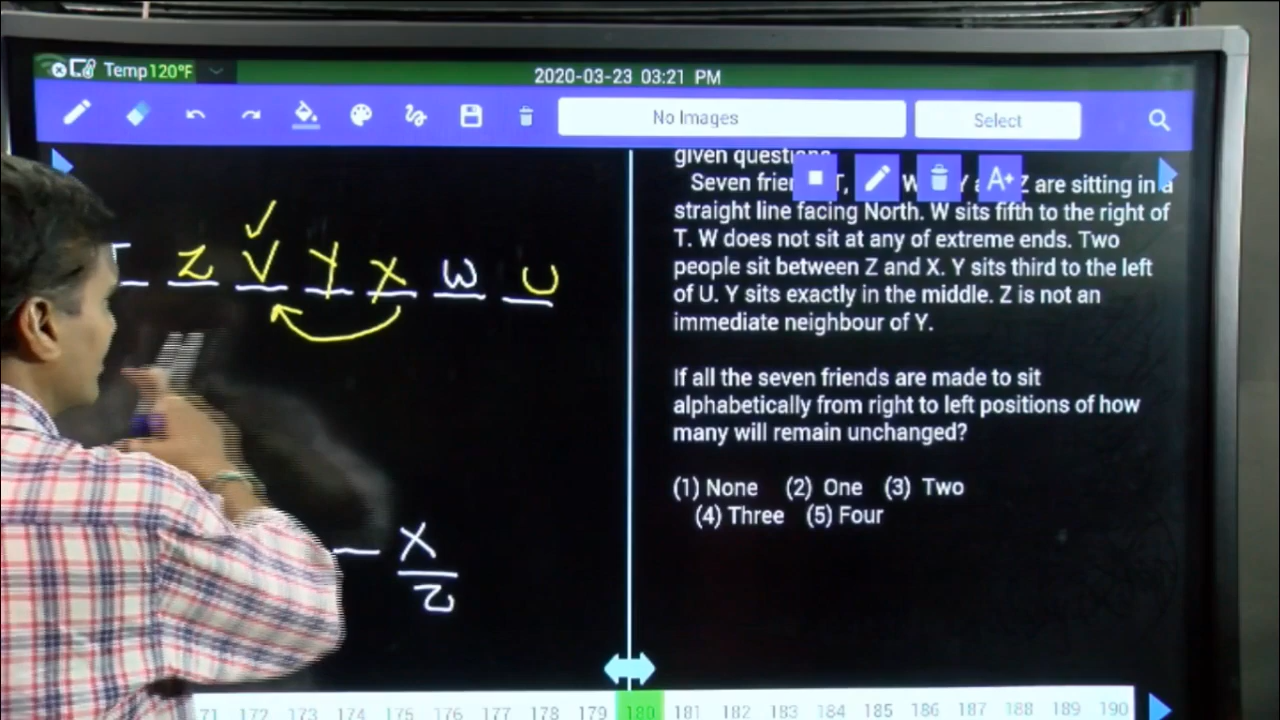 Temp 120°F
2020-03-23 03:21 PM
No Images
Select
A+
T Z V Y X W U
X
Z
given questions
Seven T, W Y Z are sitting in a
straight line facing North. W sits fifth to the right of
T. W does not sit at any of extreme ends. Two
people sit between Z and X. Y sits third to the left
of U. Y sits exactly in the middle. Z is not an
immediate neighbour of Y.
If all the seven friends are made to sit
alphabetically from right to left positions of how
many will remain unchanged?
(1) None (2) One (3) Two
(4) Three (5) Four
171 172 173 174 175 176 177 178 179 180 181 182 183 184 185 186 187 188 189 190